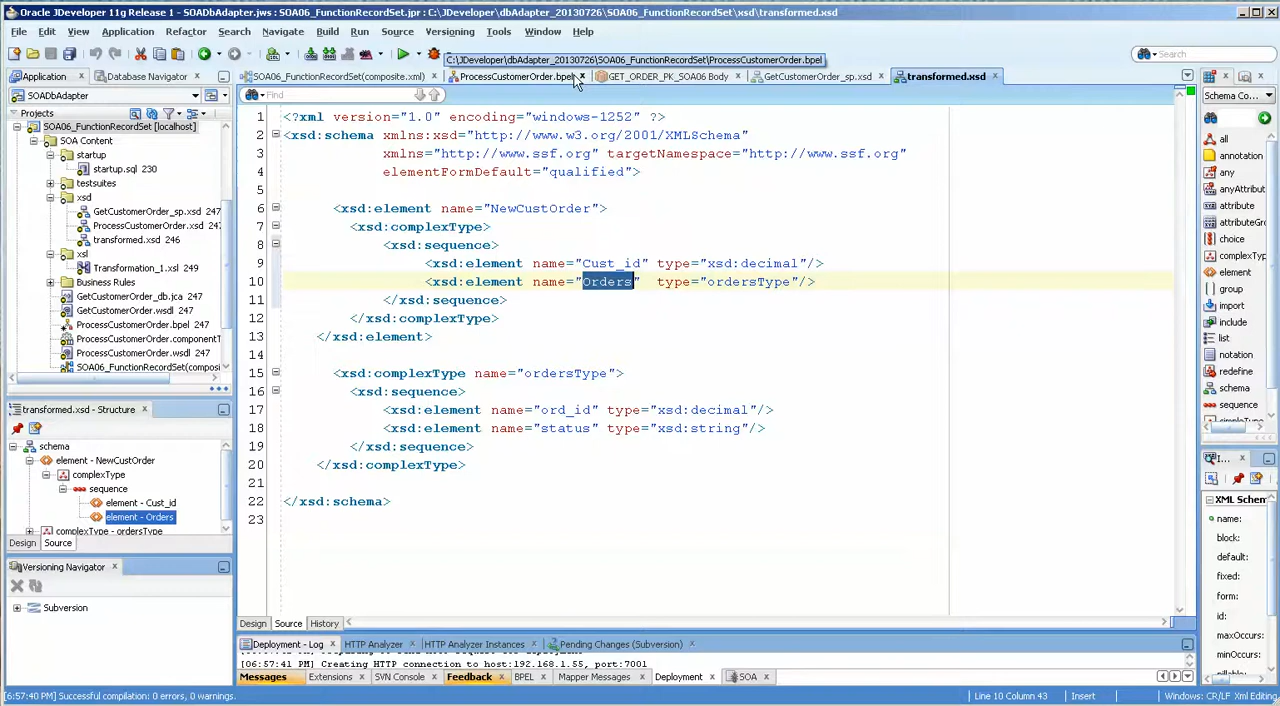 Oracle JDeveloper 11g Release 1 - SOADbAdapter.jws : SOA06_FunctionRecordSet.jpr : C:\JDeveloper\dbAdapter_20130726\SOA06_FunctionRecordSet\xsd\transformed.xsd
File Edit View Application Refactor Search Navigate Build Run Source Versioning Tools Window Help
C:\JDeveloper\dbAdapter_20130726\SOA06_FunctionRecordSet\ProcessCustomerOrder.bpel
Search
Application
Database Navigator
SOA06_FunctionRecordSet(composite.xml)
ProcessCustomerOrder.bpel
GET_ORDER_PK_SOA06 Body
GetCustomerOrder_sp.xsd
transformed.xsd
SOADbAdapter
Find
Projects
SOA06_FunctionRecordSet [localhost]
SOA Content
startup
startup.sql 230
testsuites
xsd
GetCustomerOrder_sp.xsd 247
ProcessCustomerOrder.xsd 247
transformed.xsd 246
xsl
Transformation_1.xsl 249
Business Rules
GetCustomerOrder_db.jca 247
GetCustomerOrder.wsdl 247
ProcessCustomerOrder.bpel 247
ProcessCustomerOrder.componentT
ProcessCustomerOrder.wsdl 247
SOA06_FunctionRecordSet(composi
1 <?xml version="1.0" encoding="windows-1252" ?>
2 <xsd:schema xmlns:xsd="http://www.w3.org/2001/XMLSchema"
3 xmlns="http://www.ssf.org" targetNamespace="http://www.ssf.org"
4 elementFormDefault="qualified">
5
6 <xsd:element name="NewCustOrder">
7 <xsd:complexType>
8 <xsd:sequence>
9 <xsd:element name="Cust_id" type="xsd:decimal"/>
10 <xsd:element name="Orders" type="ordersType"/>
11 </xsd:sequence>
12 </xsd:complexType>
13 </xsd:element>
14
15 <xsd:complexType name="ordersType">
16 <xsd:sequence>
17 <xsd:element name="ord_id" type="xsd:decimal"/>
18 <xsd:element name="status" type="xsd:string"/>
19 </xsd:sequence>
20 </xsd:complexType>
21
22 </xsd:schema>
23
Schema Co...
all
annotation
any
anyAttribut
attribute
attributeGro
choice
complexTyp
element
group
import
include
list
notation
redefine
schema
sequence
transformed.xsd - Structure
schema
element - NewCustOrder
complexType
sequence
element - Cust_id
element - Orders
complexType - ordersType
Design Source
Versioning Navigator
Subversion
I...
XML Schem
name:
block:
default:
fixed:
form:
id:
maxOccurs:
minOccurs:
Design Source History
Deployment - Log
HTTP Analyzer
HTTP Analyzer Instances
Pending Changes (Subversion)
[06:57:41 PM] Creating HTTP connection to host:192.168.1.55, port:7001
Messages Extensions SVN Console Feedback BPEL Mapper Messages Deployment SOA
[6:57:40 PM] Successful compilation: 0 errors, 0 warnings.
Line 10 Column 43 Insert Windows: CR/LF Xml Editing